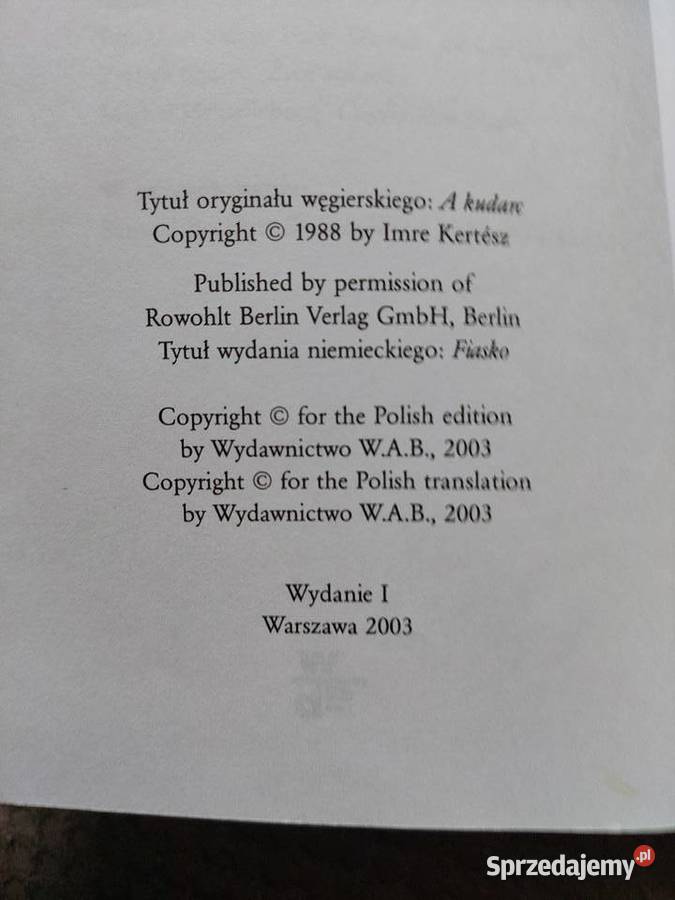 Tytuł oryginału węgierskiego: A kudarc
Copyright © 1988 by Imre Kertész
Published by permission of
Rowohlt Berlin Verlag GmbH, Berlin
Tytuł wydania niemieckiego: Fiasko
Copyright © for the Polish edition
by Wydawnictwo W.A.B., 2003
Copyright © for the Polish translation
by Wydawnictwo W.A.B., 2003
Wydanie I
Warszawa 2003
Sprzedajemy.pl